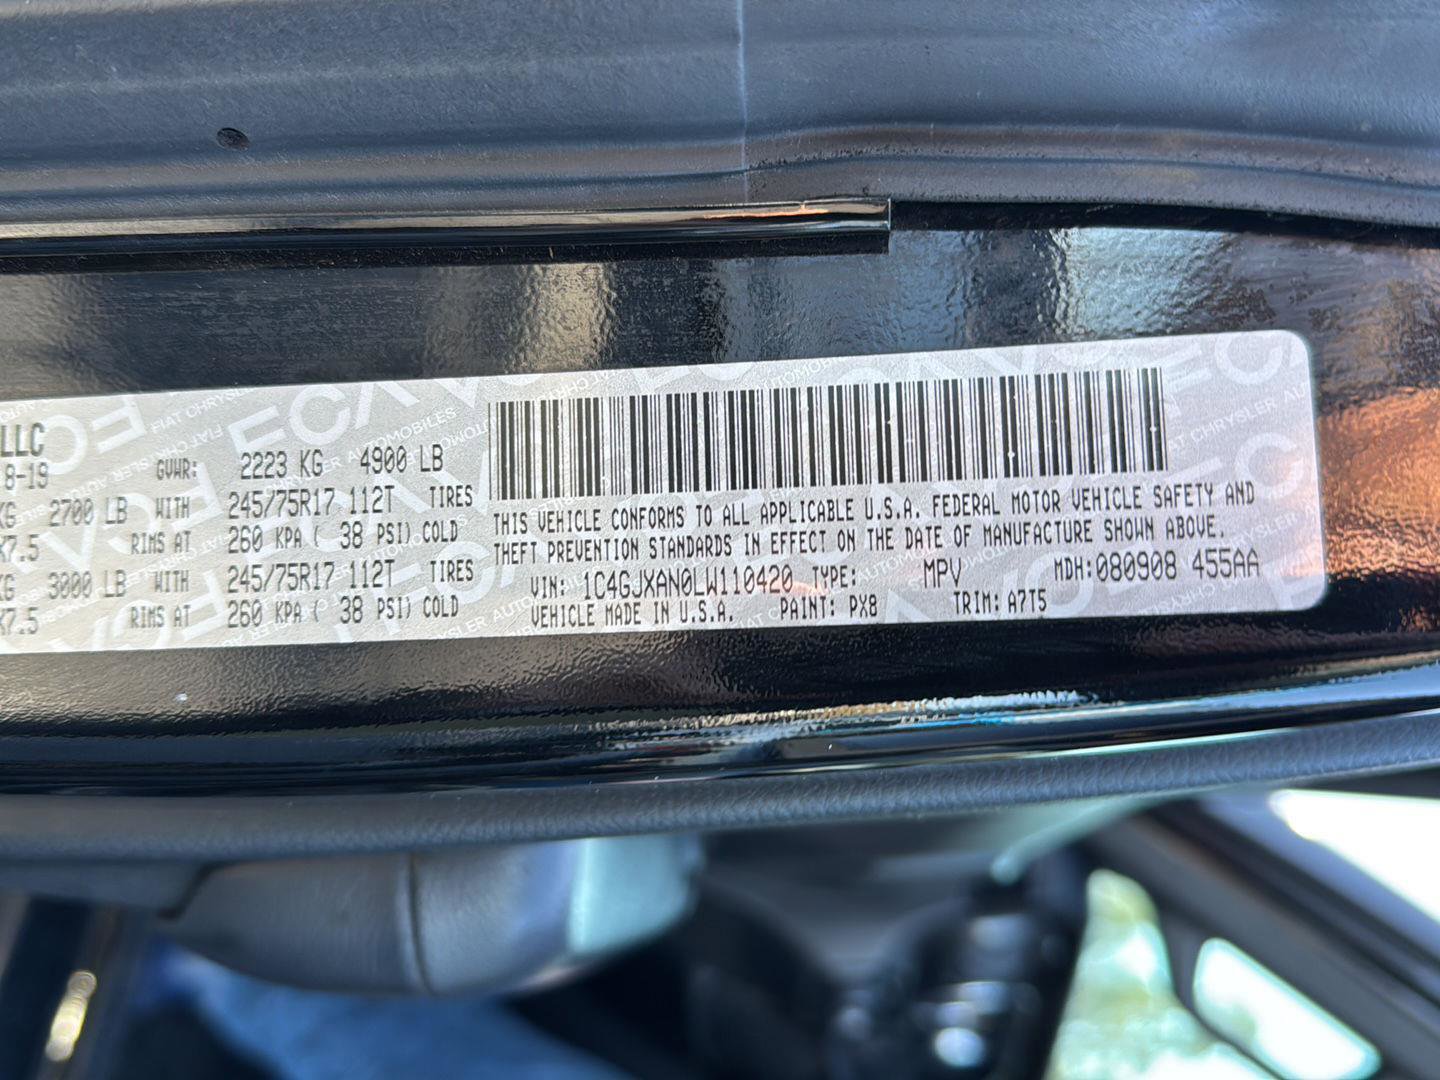 LLC
8-19 GVWR: 2223 KG 4900 LB
KG 2700 LB WITH 245/75R17 112T TIRES
X7.5 RIMS AT 260 KPA ( 38 PSI) COLD
KG 3000 LB WITH 245/75R17 112T TIRES
X7.5 RIMS AT 260 KPA ( 38 PSI) COLD
THIS VEHICLE CONFORMS TO ALL APPLICABLE U.S.A. FEDERAL MOTOR VEHICLE SAFETY AND
THEFT PREVENTION STANDARDS IN EFFECT ON THE DATE OF MANUFACTURE SHOWN ABOVE.
VIN: 1C4GJXAN0LW110420 TYPE: MPV MDH:080908 455AA
VEHICLE MADE IN U.S.A. PAINT: PX8 TRIM: A7T5